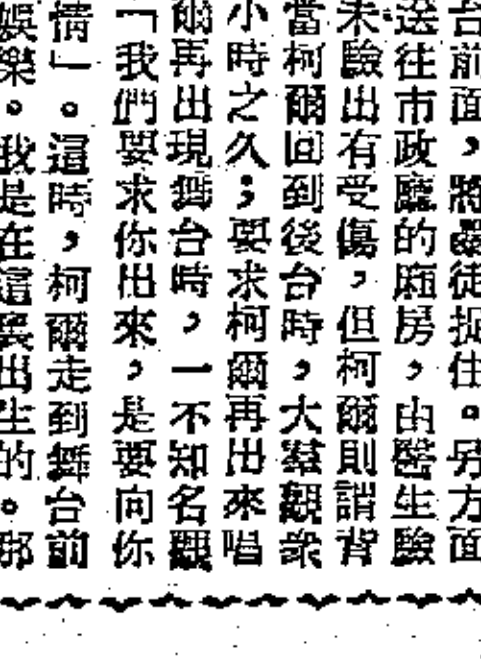 台前面，將暴徒捉住。另方面
送往市政廳的廂房，由醫生驗
未驗出有受傷，但柯爾則謂背
當柯爾回到後台時，大羣觀衆
小時之久；要求柯爾再出來唱
爾再出現舞台時，一不知名觀
「我們要求你出來，是要向你
情」。這時，柯爾走到舞台前
娛樂。我是在這裏出生的。那